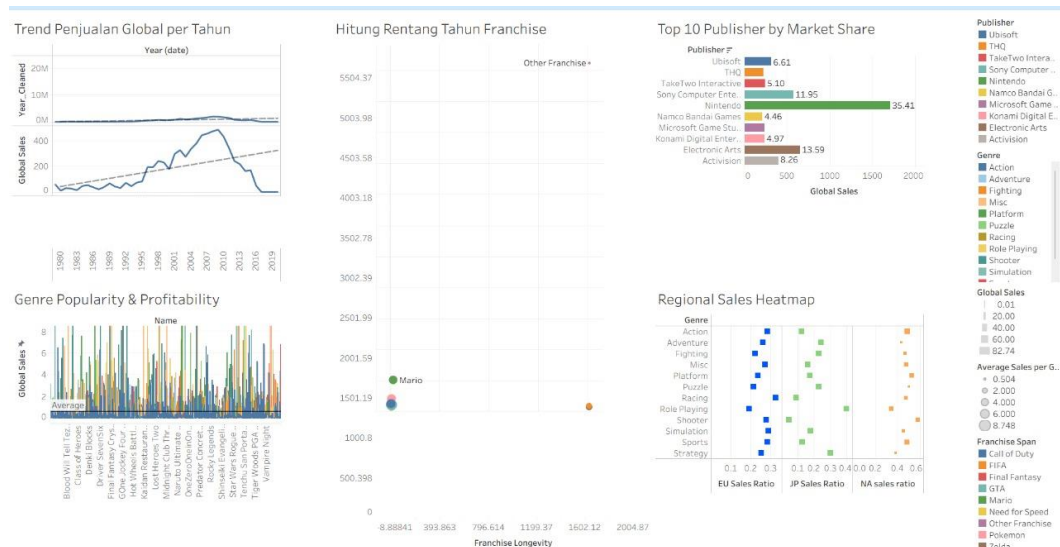 Trend Penjualan Global per Tahun
Year (date)
Year_Cleaned
20M
10M
0M
Global Sales
400
200
0
1980
1983
1986
1989
1992
1995
1998
2001
2004
2007
2010
2013
2016
2019
Hitung Rentang Tahun Franchise
Other Franchise
5504.37
5003.98
4503.58
4003.18
3502.78
3002.39
2501.99
2001.59
Mario
1501.19
1000.8
500.398
0
-8.88841
393.863
796.614
1199.37
1602.12
2004.87
Franchise Longevity
Top 10 Publisher by Market Share
Publisher
Ubisoft
6.61
THQ
TakeTwo Interactive
5.10
Sony Computer Ente..
11.95
Nintendo
35.41
Namco Bandai Games
4.46
Microsoft Game Stu..
Konami Digital Enter..
4.97
Electronic Arts
13.59
Activision
8.26
0
500
1000
1500
2000
Global Sales
Genre Popularity & Profitability
Name
Global Sales
8
6
4
2
0
Average
Blood Will Tell Tez..
Class of Heroes
Denki Blocks
Driver SevenSix
Final Fantasy Crys..
GOne Jockey Four ..
Hot Wheels Battl..
Kaidan Restauran..
Lost Heroes Two
Midnight Club Thr..
Naruto Ultimate ..
OneZeroOneinOn..
Predator Concret..
Rocky Legends
Shinseiki Evangeli..
Star Wars Rogue ..
Tenchu San Porta..
Tiger Woods PGA ..
Vampire Night
Regional Sales Heatmap
Genre
Action
Adventure
Fighting
Misc
Platform
Puzzle
Racing
Role Playing
Shooter
Simulation
Sports
Strategy
0.1 0.2 0.3
0.1 0.2 0.3 0.4
0.0 0.2 0.4 0.6
EU Sales Ratio
JP Sales Ratio
NA sales ratio
Publisher
Ubisoft
THQ
TakeTwo Intera..
Sony Computer ..
Nintendo
Namco Bandai G..
Microsoft Game ..
Konami Digital E..
Electronic Arts
Activision
Genre
Action
Adventure
Fighting
Misc
Platform
Puzzle
Racing
Role Playing
Shooter
Simulation
Global Sales
0.01
20.00
40.00
60.00
82.74
Average Sales per G..
0.504
2.000
4.000
6.000
8.748
Franchise Span
Call of Duty
FIFA
Final Fantasy
GTA
Mario
Need for Speed
Other Franchise
Pokemon
Zelda